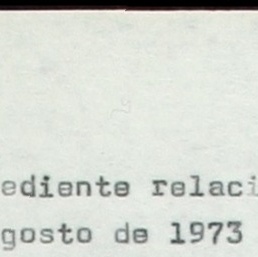 ediente relaci
gosto de 1973